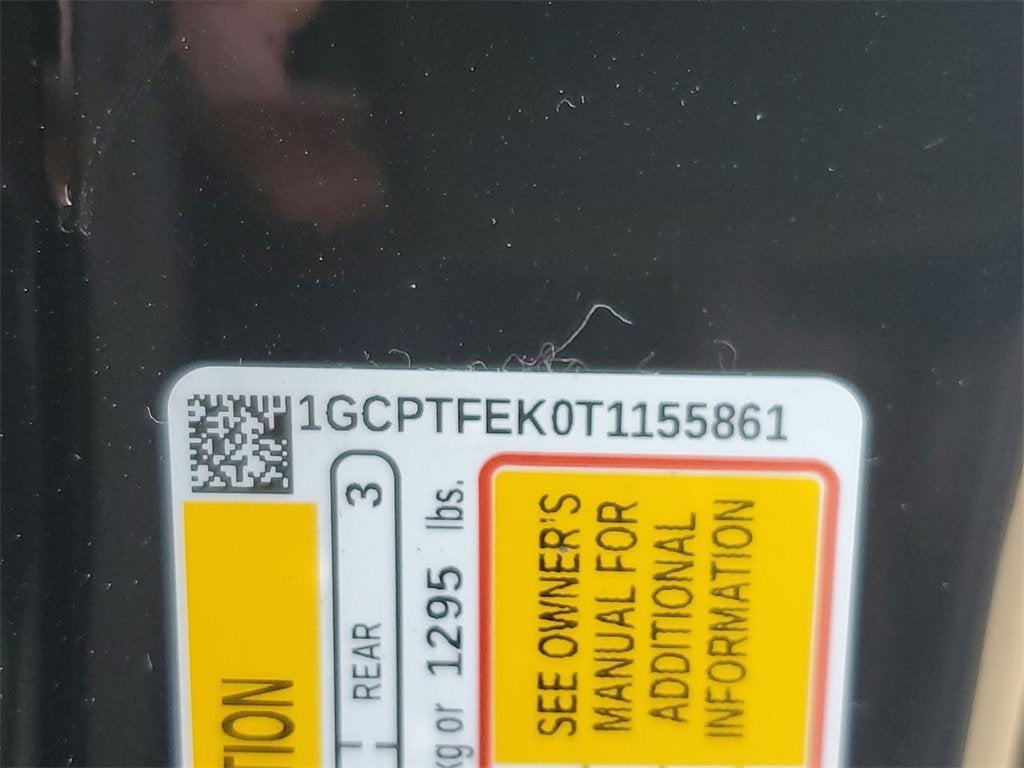 1GCPTFEK0T1155861
TION
REAR 3
kg or 1295 lbs.
SEE OWNER'S
MANUAL FOR
ADDITIONAL
INFORMATION